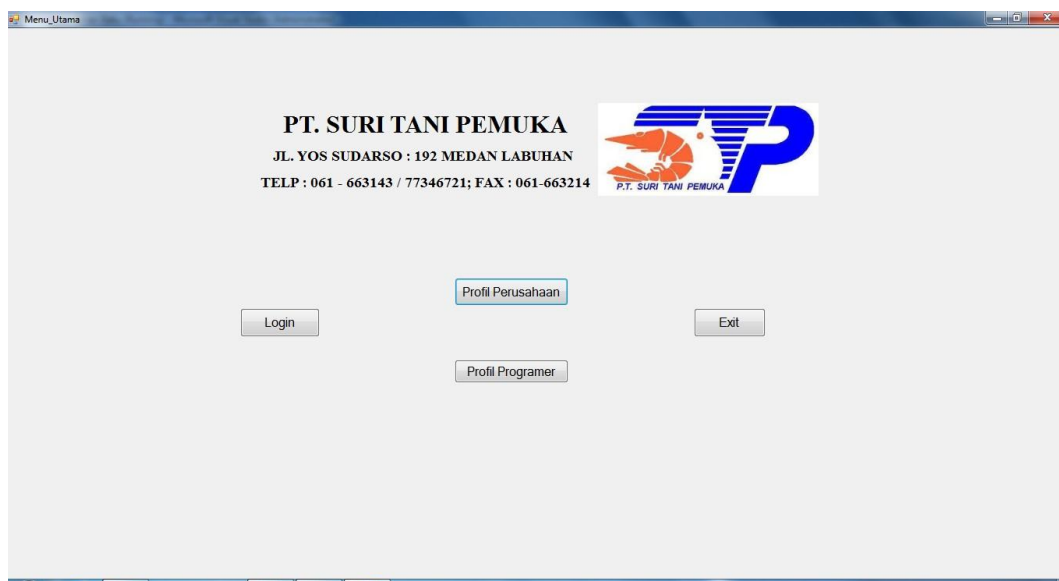 Menu_Utama
PT. SURI TANI PEMUKA
JL. YOS SUDARSO : 192 MEDAN LABUHAN
TELP : 061 - 663143 / 77346721; FAX : 061-663214
P.T. SURI TANI PEMUKA
Profil Perusahaan
Login
Exit
Profil Programer